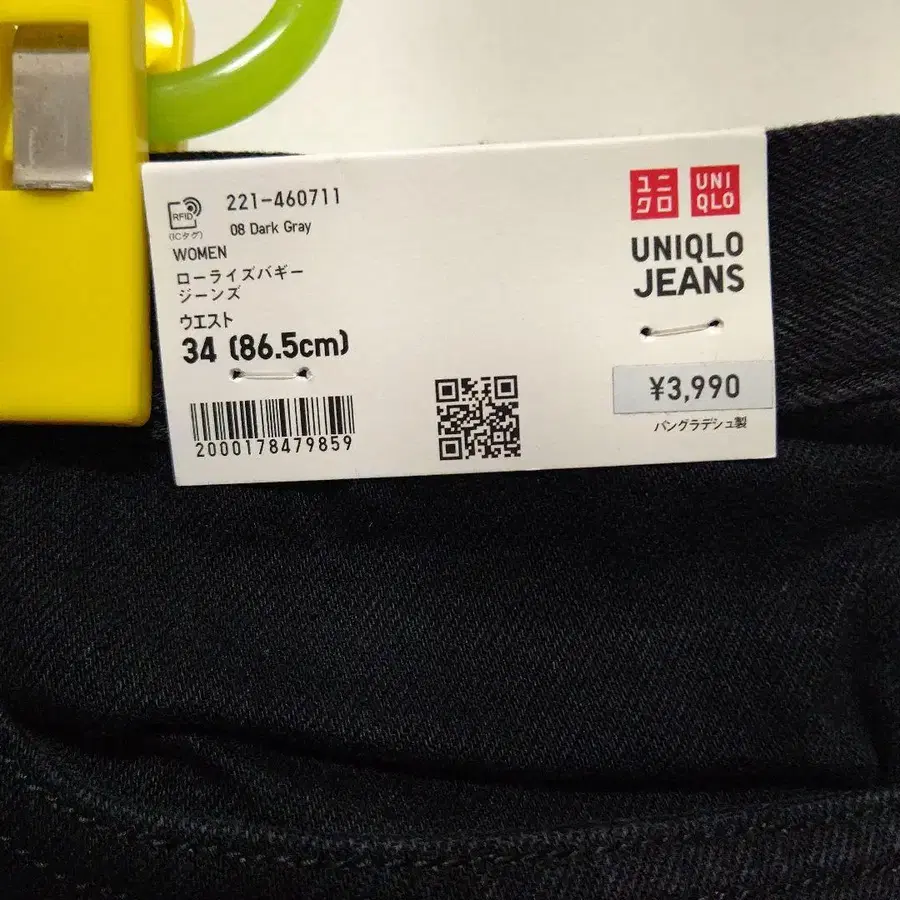 RFID
(ICタグ)
221-460711
08 Dark Gray
WOMEN
ローライズバギー
ジーンズ
ウエスト
34 (86.5cm)
2000178479859
ユニ
クロ
UNI
QLO
UNIQLO
JEANS
¥3,990
バングラデシュ製